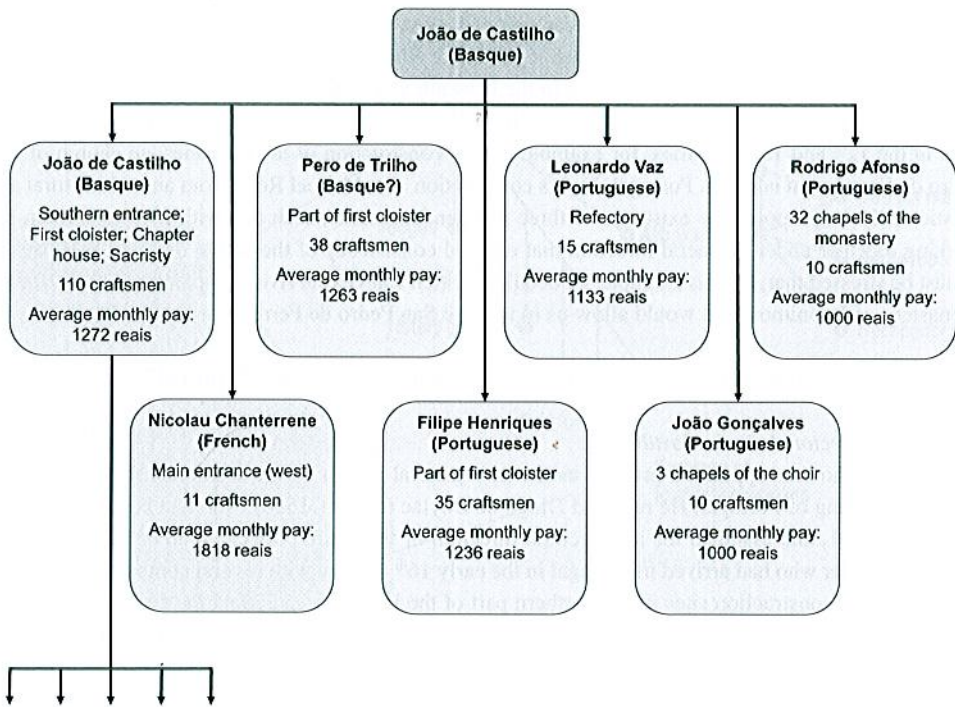 João de Castilho
(Basque)
João de Castilho
(Basque)
Southern entrance;
First cloister; Chapter
house; Sacristy
110 craftsmen
Average monthly pay:
1272 reais
Pero de Trilho
(Basque?)
Part of first cloister
38 craftsmen
Average monthly pay:
1263 reais
Leonardo Vaz
(Portuguese)
Refectory
15 craftsmen
Average monthly pay:
1133 reais
Rodrigo Afonso
(Portuguese)
32 chapels of the
monastery
10 craftsmen
Average monthly pay:
1000 reais
Nicolau Chanterrene
(French)
Main entrance (west)
11 craftsmen
Average monthly pay:
1818 reais
Filipe Henriques
(Portuguese)
Part of first cloister
35 craftsmen
Average monthly pay:
1236 reais
João Gonçalves
(Portuguese)
3 chapels of the choir
10 craftsmen
Average monthly pay:
1000 reais